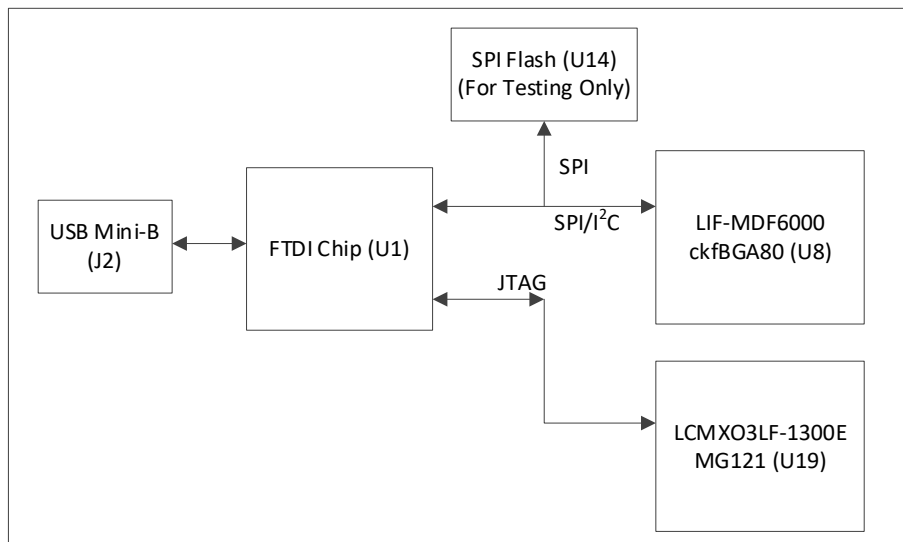 SPI Flash (U14)
(For Testing Only)
SPI
SPI/I²C
USB Mini-B
(J2)
FTDI Chip (U1)
LIF-MDF6000
ckfBGA80 (U8)
JTAG
LCMXO3LF-1300E
MG121 (U19)